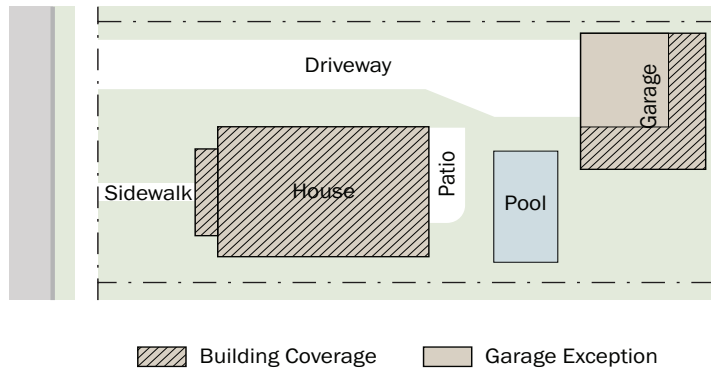 Driveway
Garage
Sidewalk
House
Patio
Pool
Building Coverage
Garage Exception